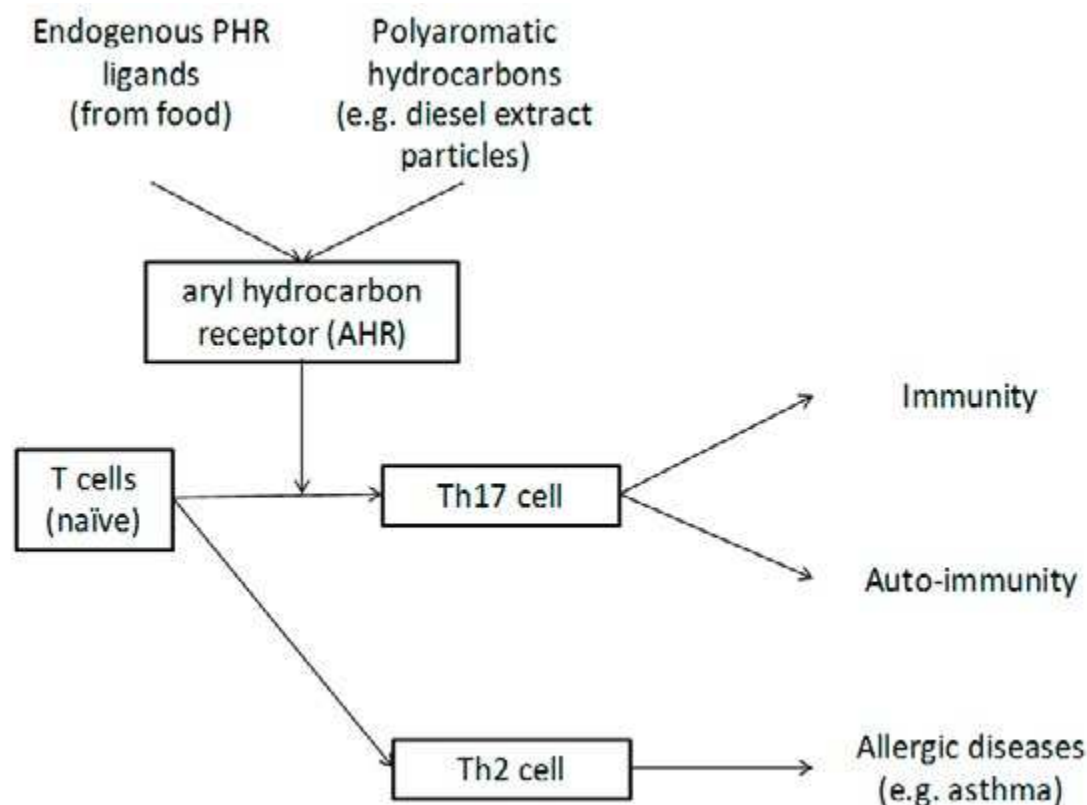 Endogenous PHR
ligands
(from food)
Polyaromatic
hydrocarbons
(e.g. diesel extract
particles)
aryl hydrocarbon
receptor (AHR)
Immunity
T cells
(naïve)
Th17 cell
Auto-immunity
Th2 cell
Allergic diseases
(e.g. asthma)